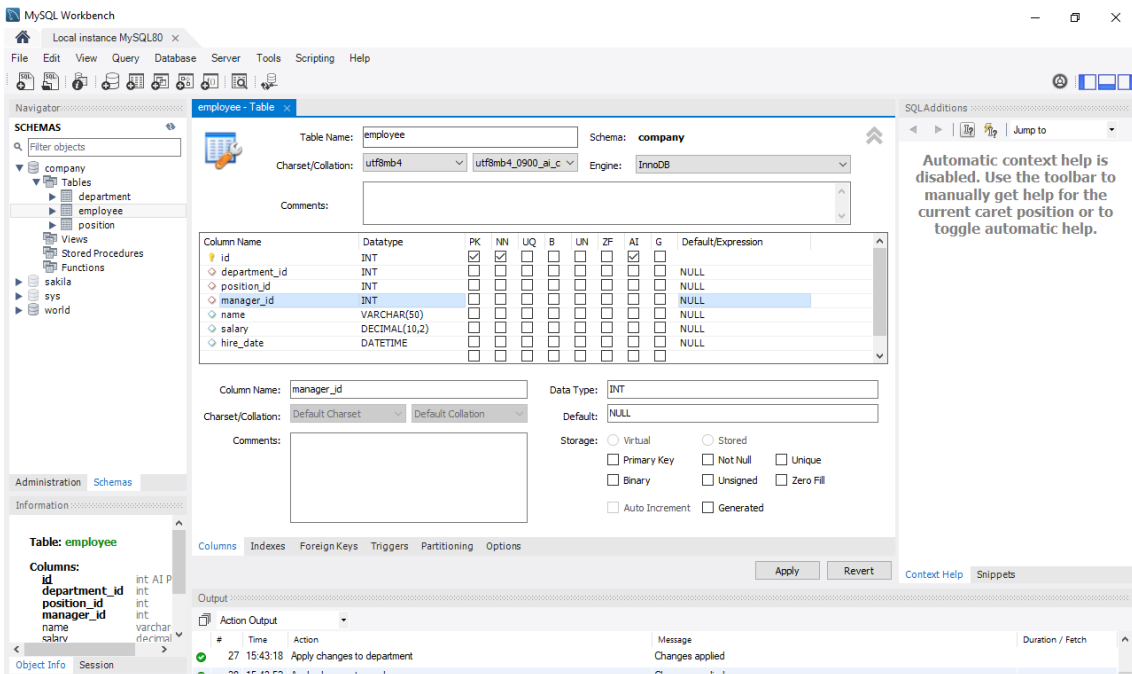 MySQL Workbench
Local instance MySQL80
File Edit View Query Database Server Tools Scripting Help
Navigator
SCHEMAS
Filter objects
company
Tables
department
employee
position
Views
Stored Procedures
Functions
sakila
sys
world
Administration Schemas
Information
Table: employee
Columns:
id int AI P
department_id int
position_id int
manager_id int
name varchar
salary decimal
Object Info Session
employee - Table
Table Name: employee Schema: company
Charset/Collation: utf8mb4 utf8mb4_0900_ai_c Engine: InnoDB
Comments:
Column Name Datatype PK NN UQ B UN ZF AI G Default/Expression
id INT
department_id INT NULL
position_id INT NULL
manager_id INT NULL
name VARCHAR(50) NULL
salary DECIMAL(10,2) NULL
hire_date DATETIME NULL
Column Name: manager_id Data Type: INT
Charset/Collation: Default Charset Default Collation Default: NULL
Comments: Storage: Virtual Stored
Primary Key Not Null Unique
Binary Unsigned Zero Fill
Auto Increment Generated
Columns Indexes Foreign Keys Triggers Partitioning Options
Apply Revert
Output
Action Output
# Time Action Message Duration / Fetch
27 15:43:18 Apply changes to department Changes applied
SQLAdditions
Jump to
Automatic context help is
disabled. Use the toolbar to
manually get help for the
current caret position or to
toggle automatic help.
Context Help Snippets